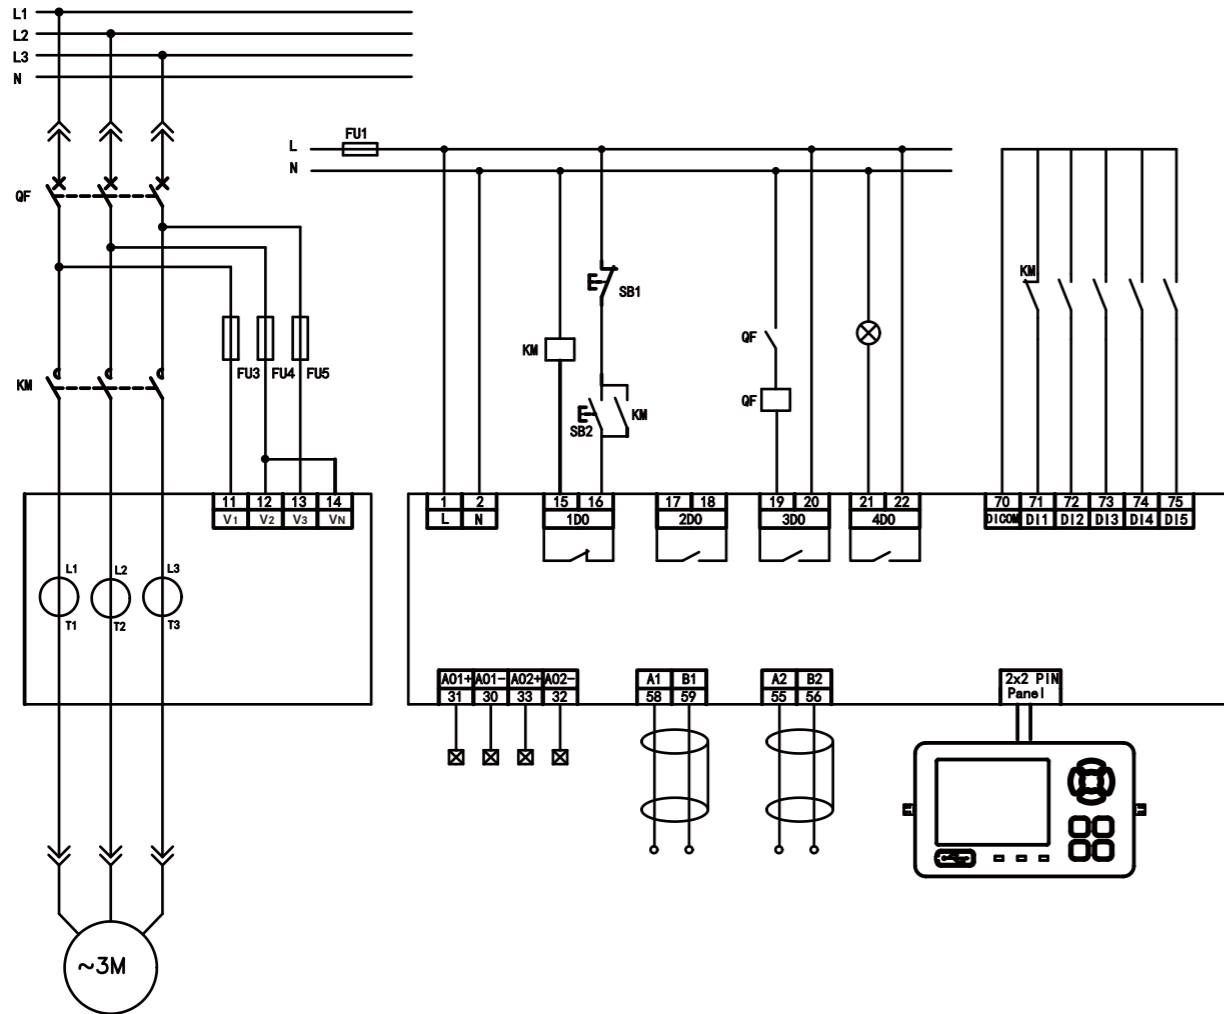 L1
L2
L3
N
L
FU1
N
QF
SB1
KM
KM
QF
KM
FU3 FU4 FU5
QF
SB2
KM
11 12 13 14
V1 V2 V3 VN
1 2 15 16 17 18 19 20 21 22 70 71 72 73 74 75
L N 1DO 2DO 3DO 4DO DICOM DI1 DI2 DI3 DI4 DI5
L1 L2 L3
T1 T2 T3
AO1+ AO1- AO2+ AO2- A1 B1 A2 B2
31 30 33 32 58 59 55 56
2x2 PIN
Panel
~3M